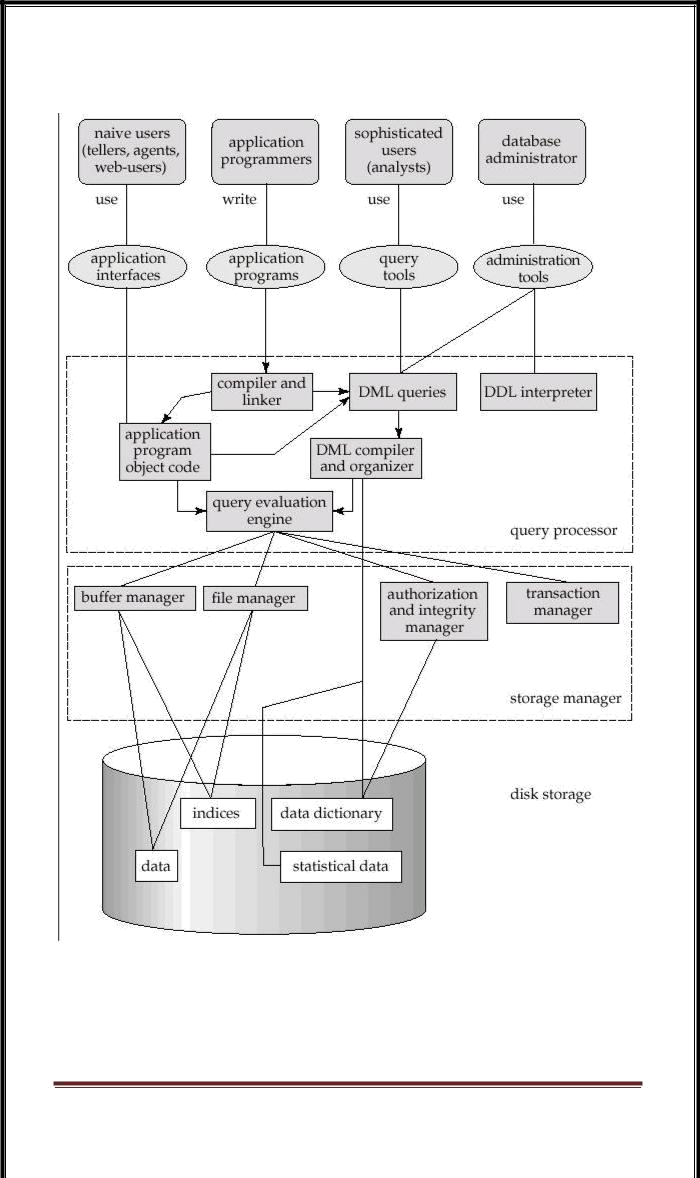 naive users
(tellers, agents,
web-users)
application
programmers
sophisticated
users
(analysts)
database
administrator
use
write
use
use
application
interfaces
application
programs
query
tools
administration
tools
compiler and
linker
DML queries
DDL interpreter
application
program
object code
DML compiler
and organizer
query evaluation
engine
query processor
buffer manager
file manager
authorization
and integrity
manager
transaction
manager
storage manager
disk storage
indices
data dictionary
data
statistical data